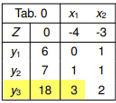 Tab. 0 x₁ x₂
Z 0 -4 -3
y₁ 6 0 1
y₂ 7 1 1
y₃ 18 3 2